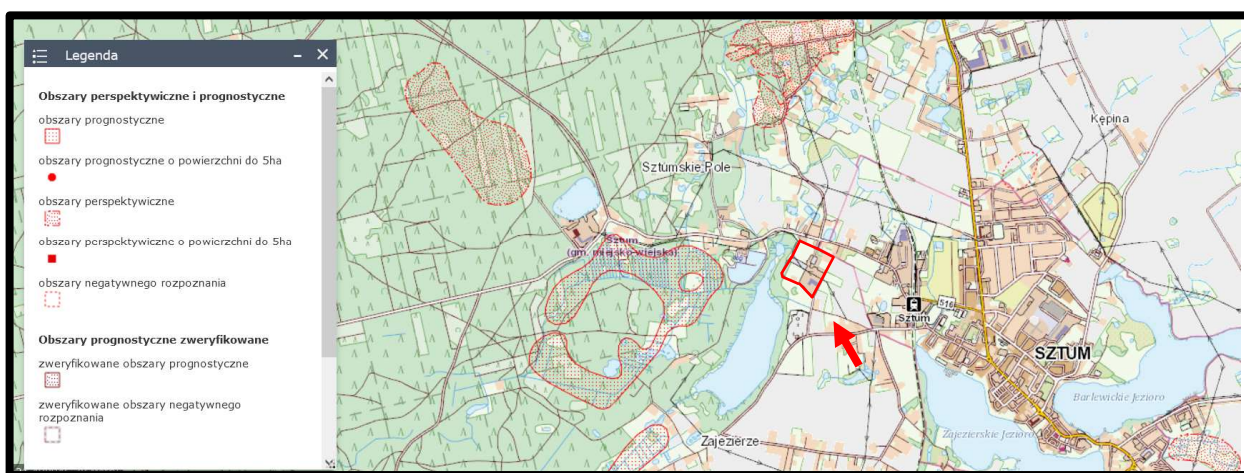 Legenda
Obszary perspektywiczne i prognostyczne
obszary prognostyczne
obszary prognostyczne o powierzchni do 5ha
obszary perspektywiczne
obszary perspektywiczne o powierzchni do 5ha
obszary negatywnego rozpoznania
Obszary prognostyczne zweryfikowane
zweryfikowane obszary prognostyczne
zweryfikowane obszary negatywnego
rozpoznania
Kępina
Sztumskie Pole
Sztum
(gm. miejsko-wiejska)
516
Sztum
SZTUM
Barlewickie Jezioro
Zajezierskie Jezioro
Zajezierze